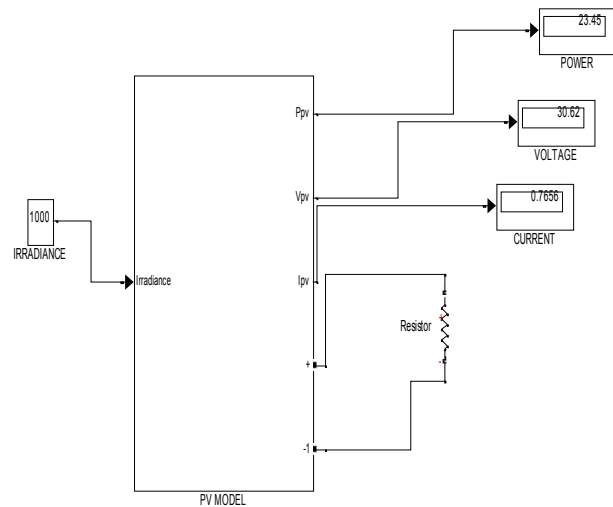 23.45
POWER
Ppv
30.62
VOLTAGE
Vpv
0.7656
CURRENT
1000
IRRADIANCE
Irradiance
Ipv
+
Resistor
+
-
+
-1
PV MODEL